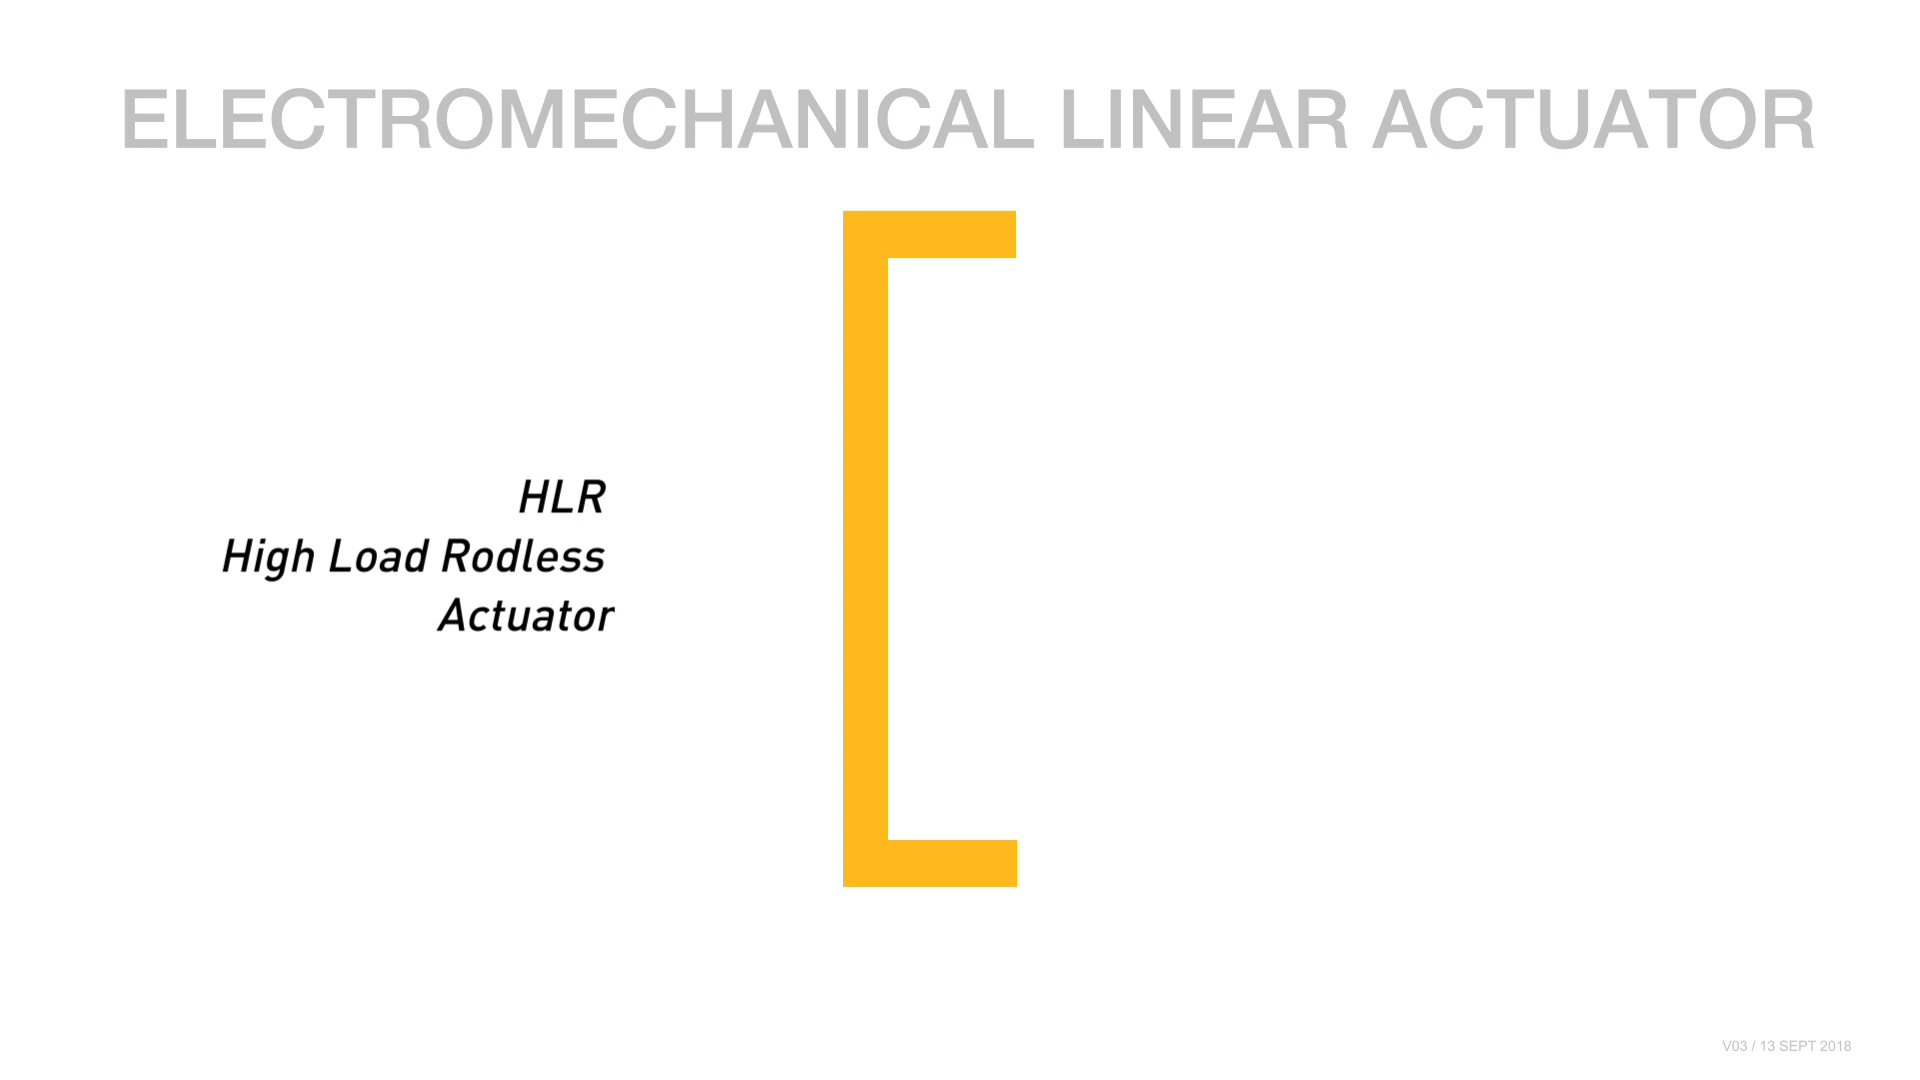 ELECTROMECHANICAL LINEAR ACTUATOR
HLR
High Load Rodless
Actuator
V03 / 13 SEPT 2018